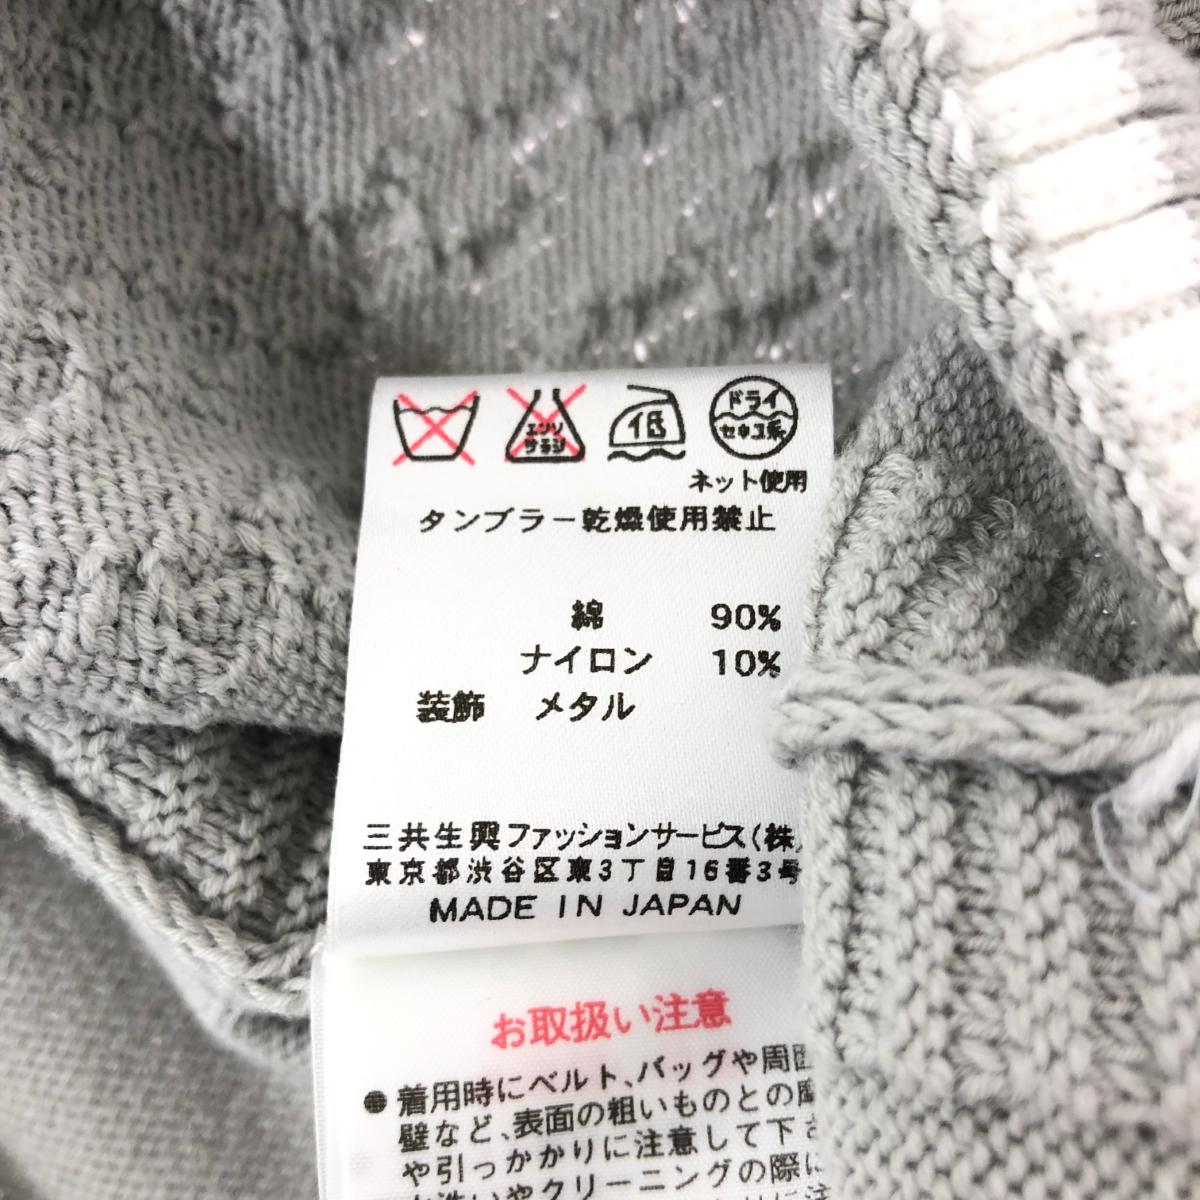 エンソ
サラシ
低
ドライ
セキユ系
ネット使用
タンブラー乾燥使用禁止
綿 90%
ナイロン 10%
装飾 メタル
三共生興ファッションサービス(株)
東京都渋谷区東3丁目16番3号
MADE IN JAPAN
お取扱い注意
●着用時にベルト、バッグや周囲
壁など、表面の粗いものとの摩
や引っかかりに注意して下さ
水洗いやクリーニングの際に